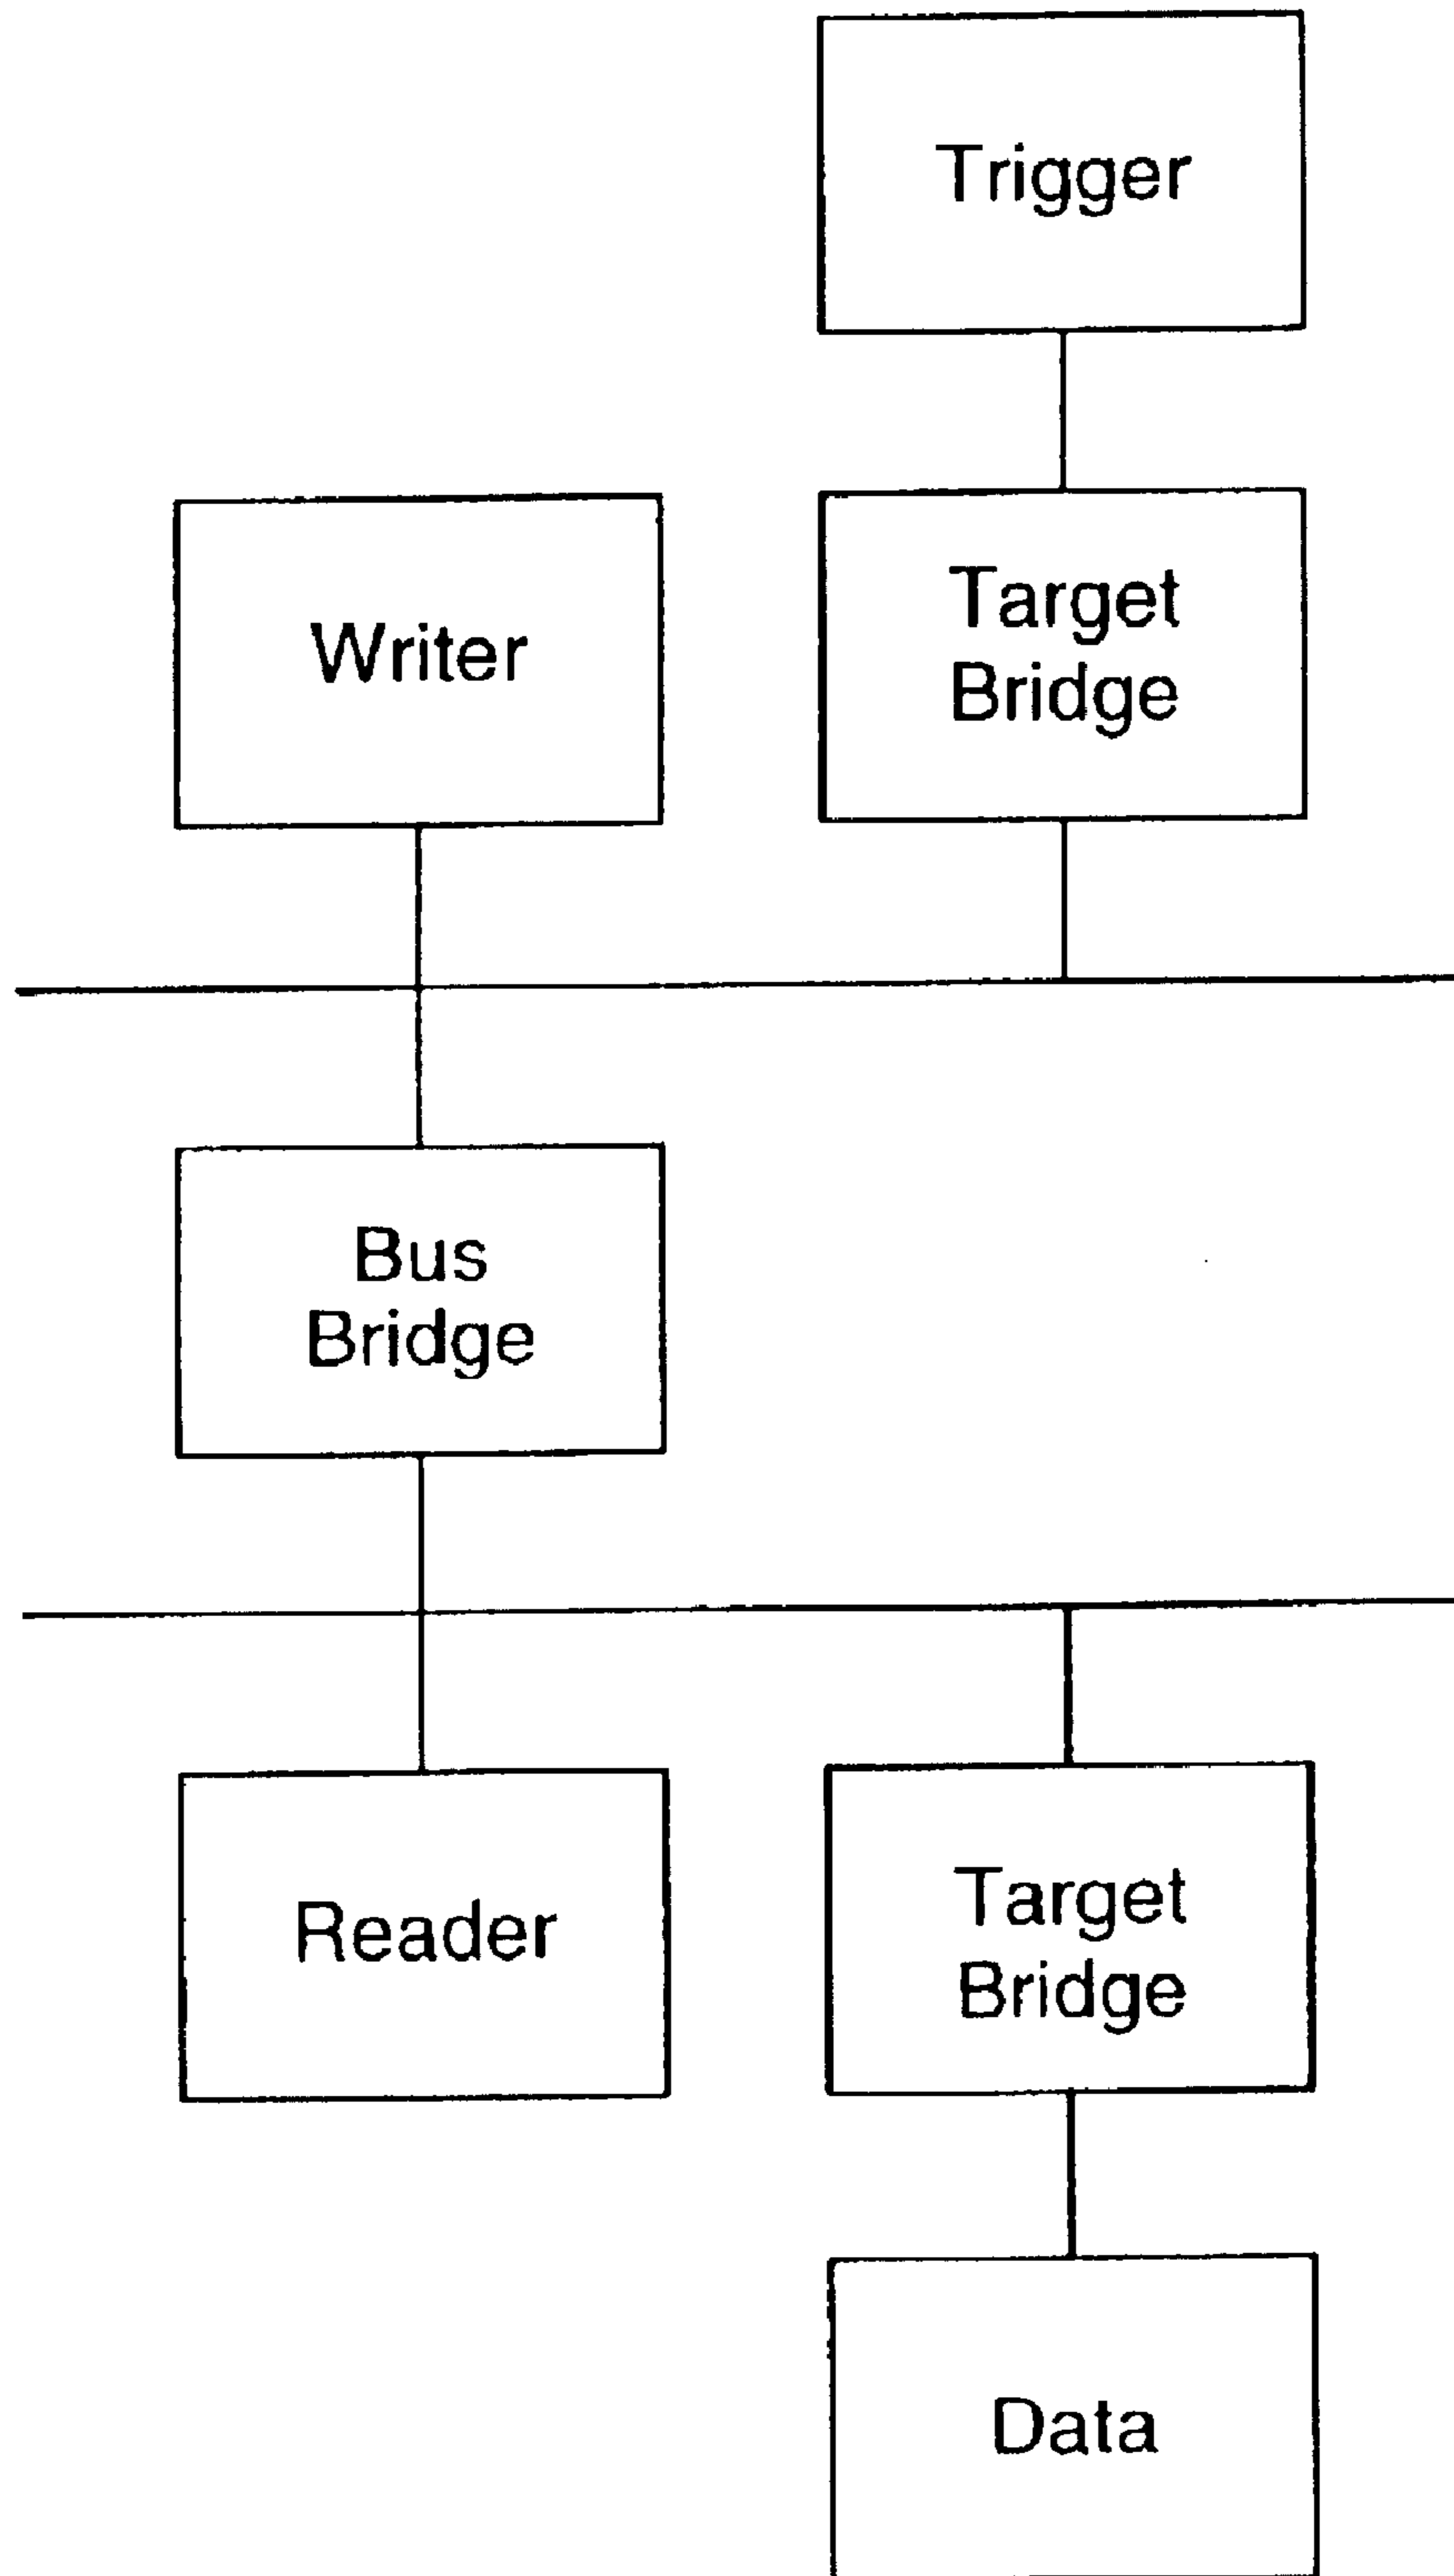 Trigger
Writer
Target
Bridge
Bus
Bridge
Reader
Target
Bridge
Data